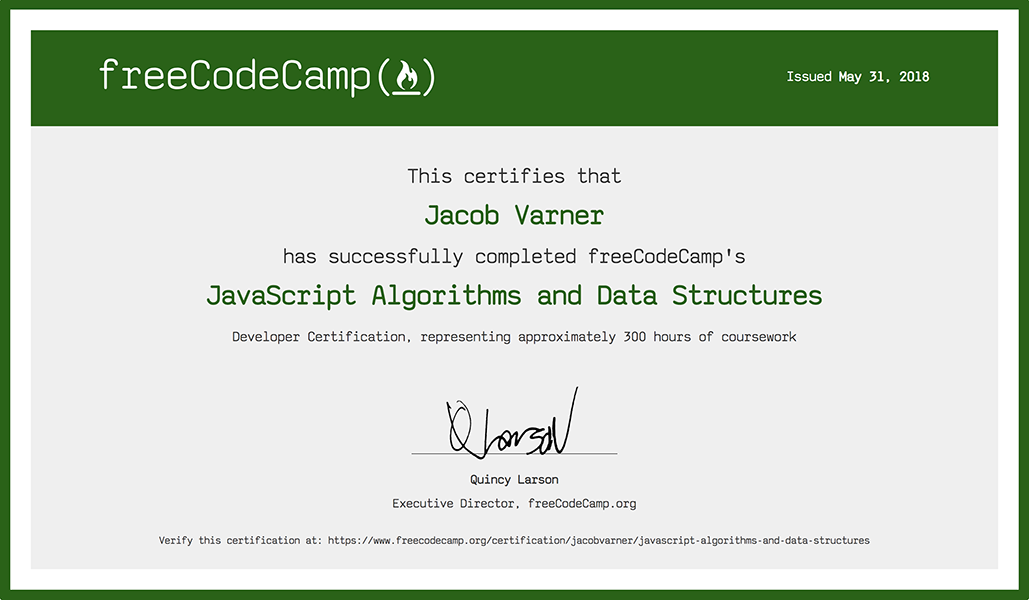 freeCodeCamp(🔥)
Issued May 31, 2018
This certifies that
Jacob Varner
has successfully completed freeCodeCamp's
JavaScript Algorithms and Data Structures
Developer Certification, representing approximately 300 hours of coursework
Q Larson
Quincy Larson
Executive Director, freeCodeCamp.org
Verify this certification at: https://www.freecodecamp.org/certification/jacobvarner/javascript-algorithms-and-data-structures